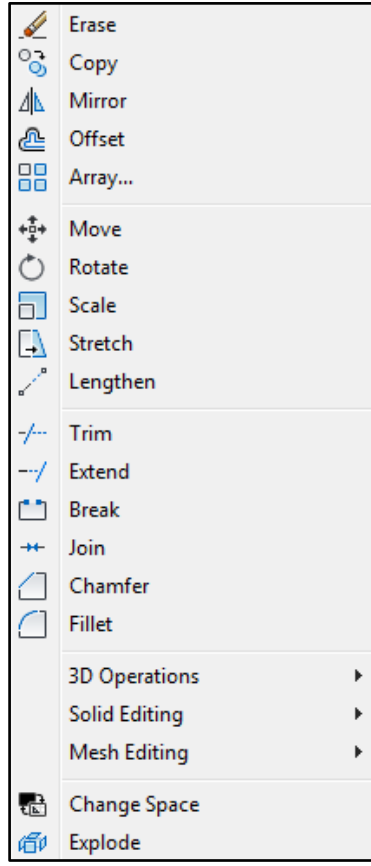 Erase
Copy
Mirror
Offset
Array...
Move
Rotate
Scale
Stretch
Lengthen
Trim
Extend
Break
Join
Chamfer
Fillet
3D Operations
Solid Editing
Mesh Editing
Change Space
Explode